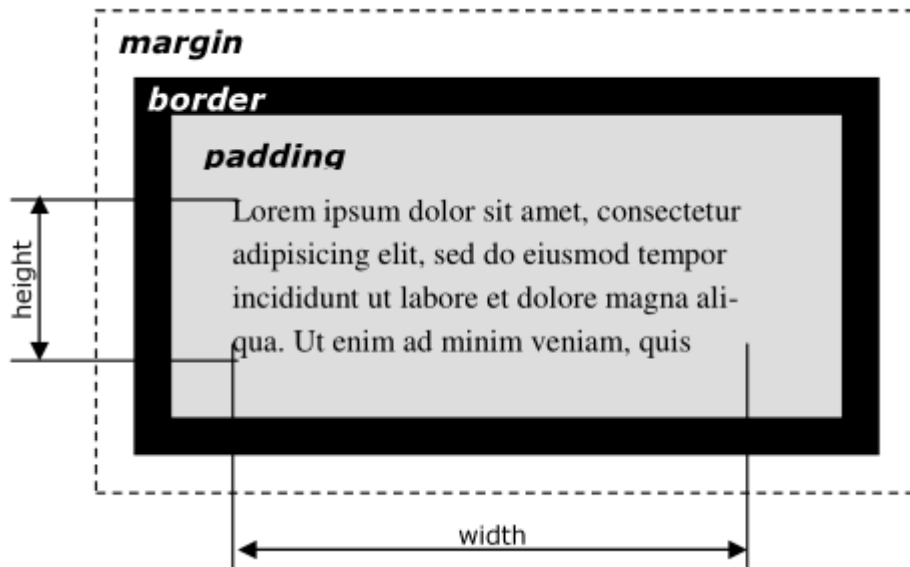 margin
border
padding
Lorem ipsum dolor sit amet, consectetur
adipisicing elit, sed do eiusmod tempor
incididunt ut labore et dolore magna ali-
qua. Ut enim ad minim veniam, quis
height
width